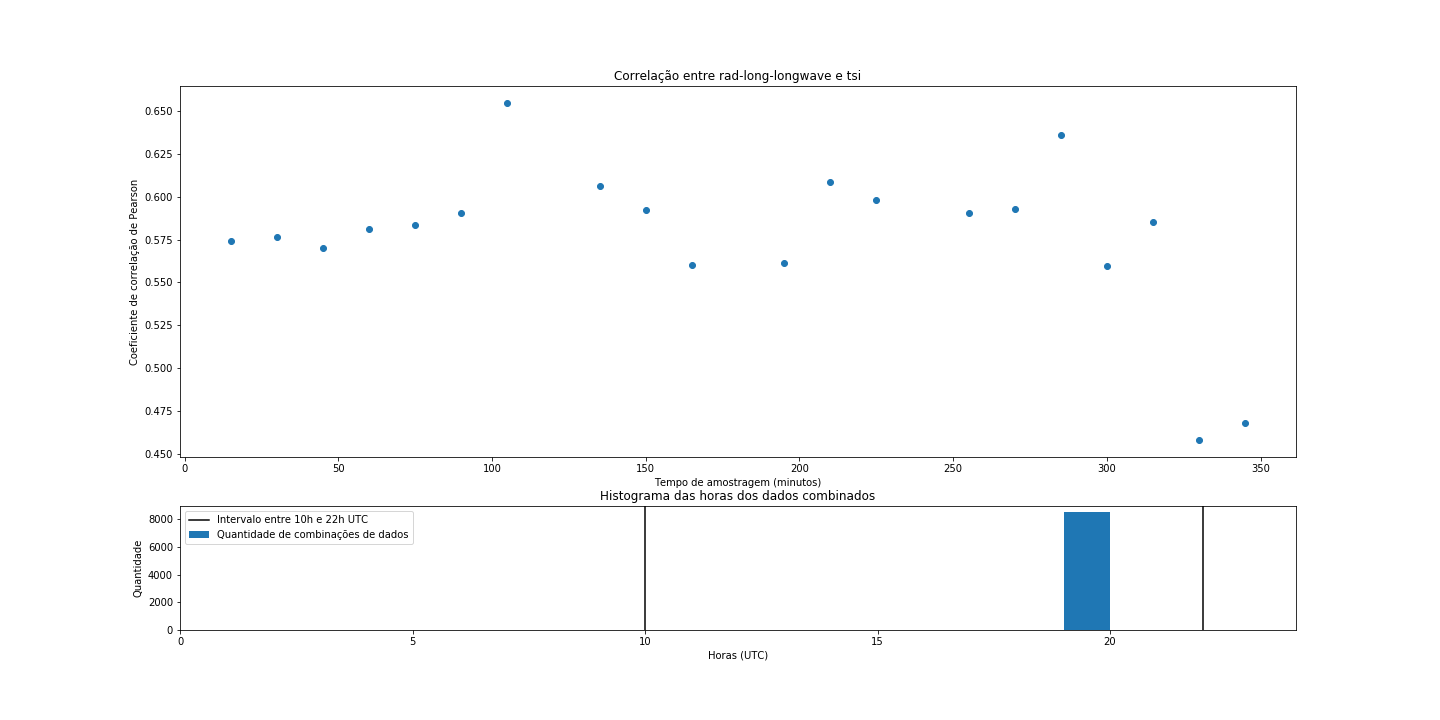 Correlação entre rad-long-longwave e tsi
0.650
0.625
0.600
0.575
0.550
0.525
0.500
0.475
0.450
Coeficiente de correlação de Pearson
0 50 100 150 200 250 300 350
Tempo de amostragem (minutos)
Histograma das horas dos dados combinados
8000
6000
4000
2000
0
Quantidade
Intervalo entre 10h e 22h UTC
Quantidade de combinações de dados
0 5 10 15 20
Horas (UTC)